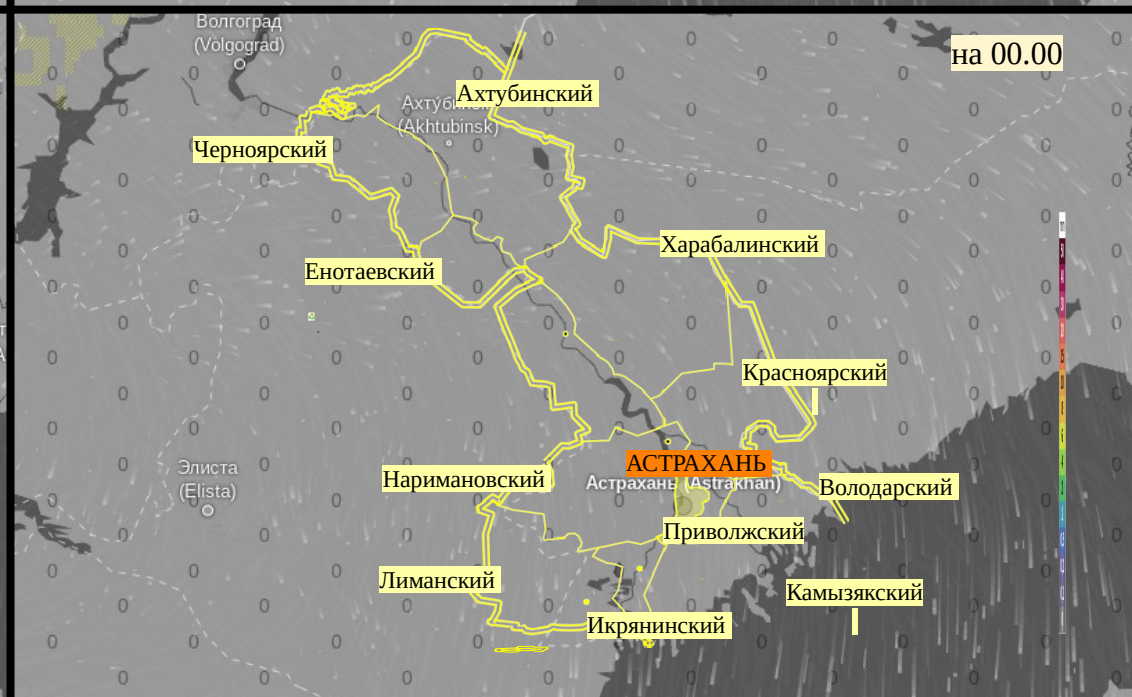 Волгоград
(Volgograd)
на 00.00
Ахтубинский
(Akhtubinsk)
Черноярский
Харабалинский
Енотаевский
Красноярский
АСТРАХАНЬ
Элиста
(Elista)
Наримановский
Астрахань (Astrakhan)
Володарский
Приволжский
Лиманский
Камызякский
Икрянинский